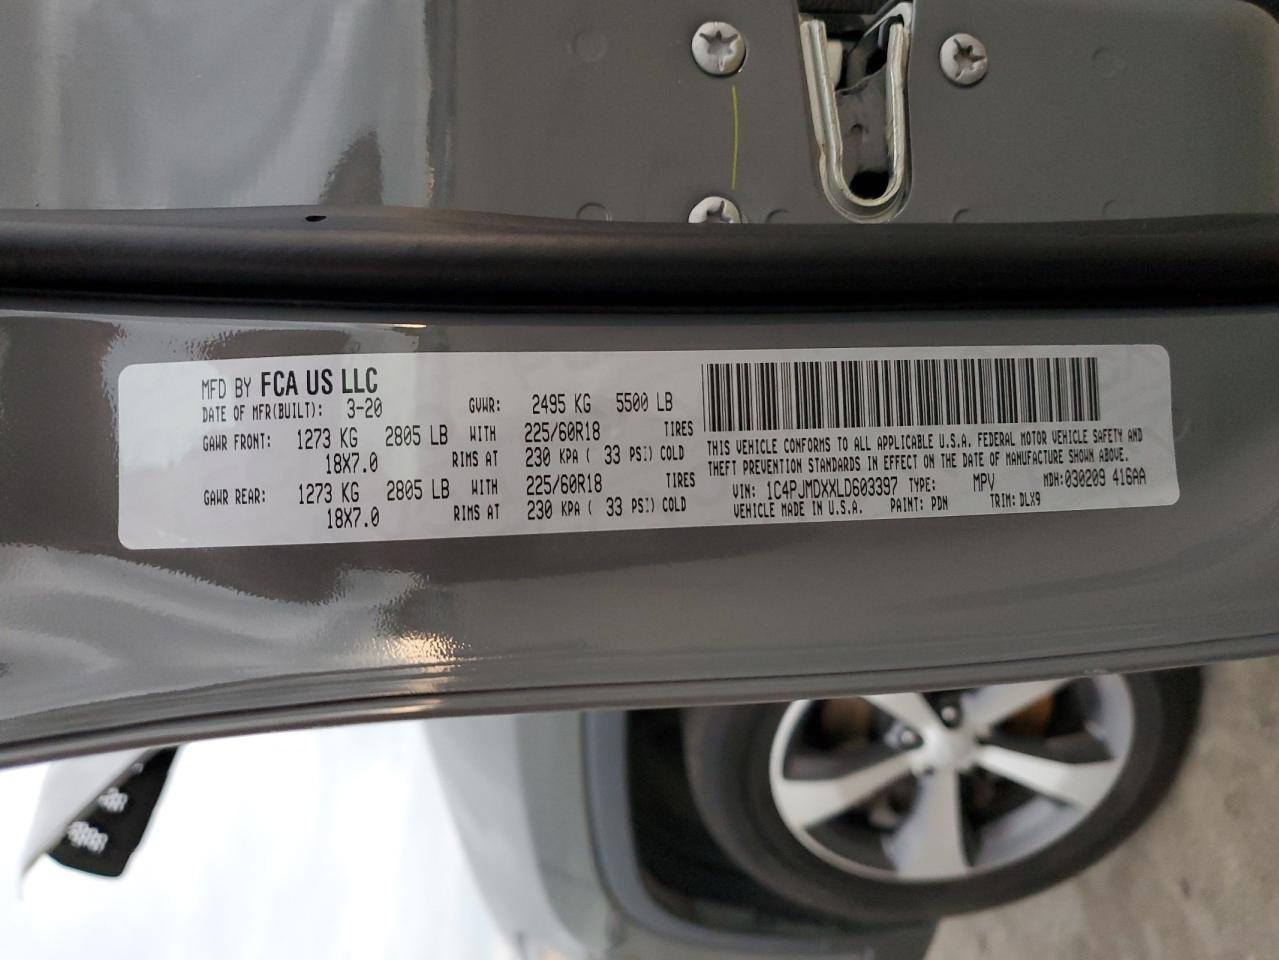 MFD BY FCA US LLC
DATE OF MFR(BUILT): 3-20 GVWR: 2495 KG 5500 LB
GAWR FRONT: 1273 KG 2805 LB WITH 225/60R18 TIRES
18X7.0 RIMS AT 230 KPA ( 33 PSI) COLD
GAWR REAR: 1273 KG 2805 LB WITH 225/60R18 TIRES
18X7.0 RIMS AT 230 KPA ( 33 PSI) COLD
THIS VEHICLE CONFORMS TO ALL APPLICABLE U.S.A. FEDERAL MOTOR VEHICLE SAFETY AND
THEFT PREVENTION STANDARDS IN EFFECT ON THE DATE OF MANUFACTURE SHOWN ABOVE.
VIN: 1C4PJMDXXLD603397 TYPE: MPV MDH: 030209 416AA
VEHICLE MADE IN U.S.A. PAINT: PDN TRIM: DLX9